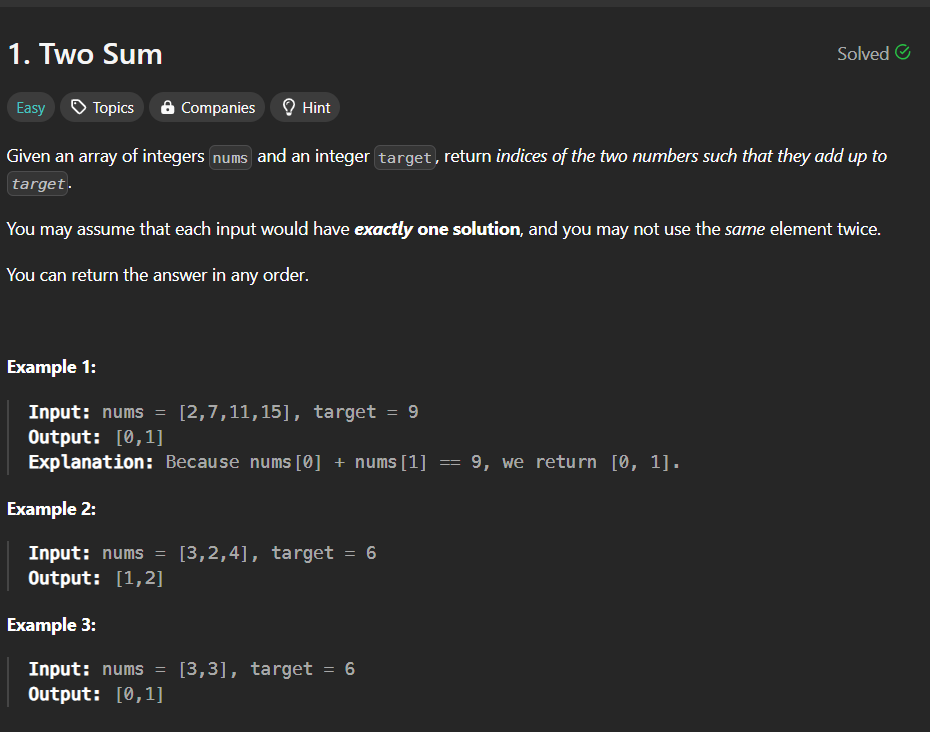 1. Two Sum
Solved
Easy Topics Companies Hint
Given an array of integers nums and an integer target, return indices of the two numbers such that they add up to
target.
You may assume that each input would have exactly one solution, and you may not use the same element twice.
You can return the answer in any order.
Example 1:
Input: nums = [2,7,11,15], target = 9
Output: [0,1]
Explanation: Because nums[0] + nums[1] == 9, we return [0, 1].
Example 2:
Input: nums = [3,2,4], target = 6
Output: [1,2]
Example 3:
Input: nums = [3,3], target = 6
Output: [0,1]